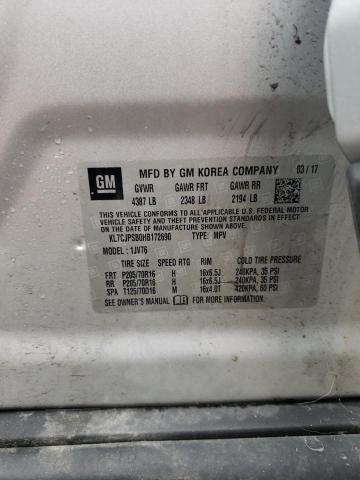 GM
MFD BY GM KOREA COMPANY 03/17
GVWR GAWR FRT GAWR RR
4387 LB 2348 LB 2194 LB
THIS VEHICLE CONFORMS TO ALL APPLICABLE U.S. FEDERAL MOTOR
VEHICLE SAFETY AND THEFT PREVENTION STANDARDS IN EFFECT ON
THE DATE OF MANUFACTURE SHOWN ABOVE.
KL7CJPSB0HB172690 TYPE: MPV
MODEL: 1JV76
TIRE SIZE SPEED RTG RIM COLD TIRE PRESSURE
FRT P205/70R16 H 16x6.5J 240KPA, 35 PSI
RR P205/70R16 H 16x6.5J 240KPA, 35 PSI
SPA T125/70D16 M 16x4.0T 420KPA, 60 PSI
SEE OWNER'S MANUAL FOR MORE INFORMATION